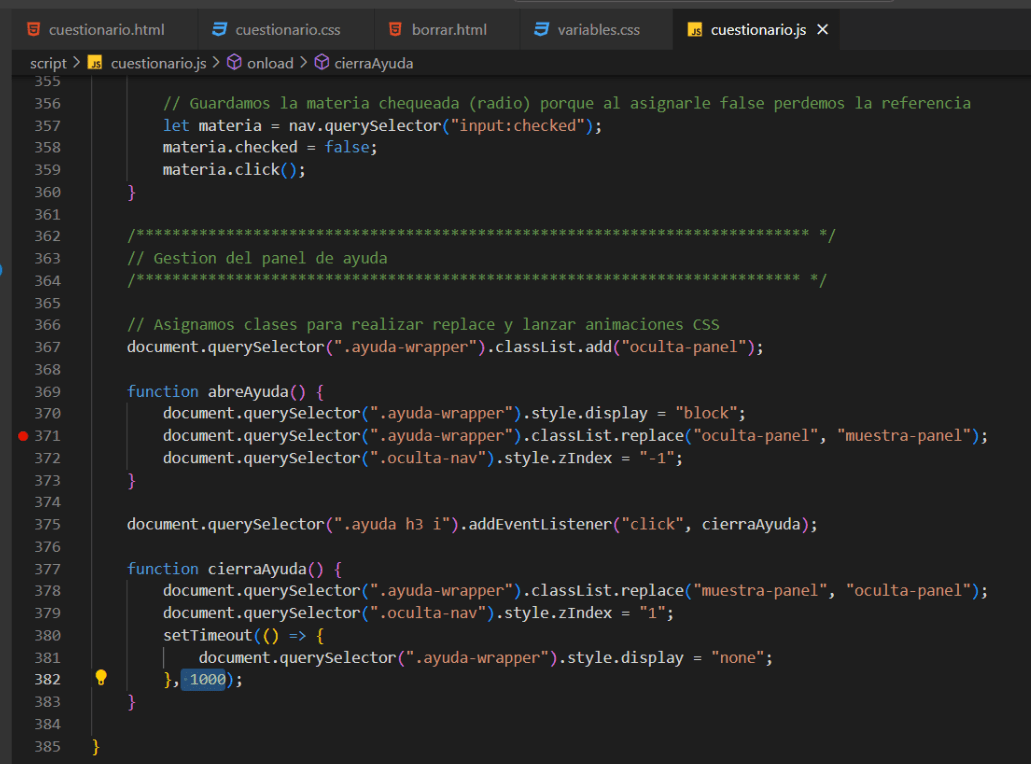 cuestionario.html cuestionario.css borrar.html variables.css JS cuestionario.js ×
script > JS cuestionario.js > onload > cierraAyuda
355
356 // Guardamos la materia chequeada (radio) porque al asignarle false perdemos la referencia
357 let materia = nav.querySelector("input:checked");
358 materia.checked = false;
359 materia.click();
360 }
361
362 /*************************************************************************** */
363 // Gestion del panel de ayuda
364 /************************************************************************** */
365
366 // Asignamos clases para realizar replace y lanzar animaciones CSS
367 document.querySelector(".ayuda-wrapper").classList.add("oculta-panel");
368
369 function abreAyuda() {
370 document.querySelector(".ayuda-wrapper").style.display = "block";
371 document.querySelector(".ayuda-wrapper").classList.replace("oculta-panel", "muestra-panel");
372 document.querySelector(".oculta-nav").style.zIndex = "-1";
373 }
374
375 document.querySelector(".ayuda h3 i").addEventListener("click", cierraAyuda);
376
377 function cierraAyuda() {
378 document.querySelector(".ayuda-wrapper").classList.replace("muestra-panel", "oculta-panel");
379 document.querySelector(".oculta-nav").style.zIndex = "1";
380 setTimeout(() => {
381 document.querySelector(".ayuda-wrapper").style.display = "none";
382 }, 1000);
383 }
384
385 }